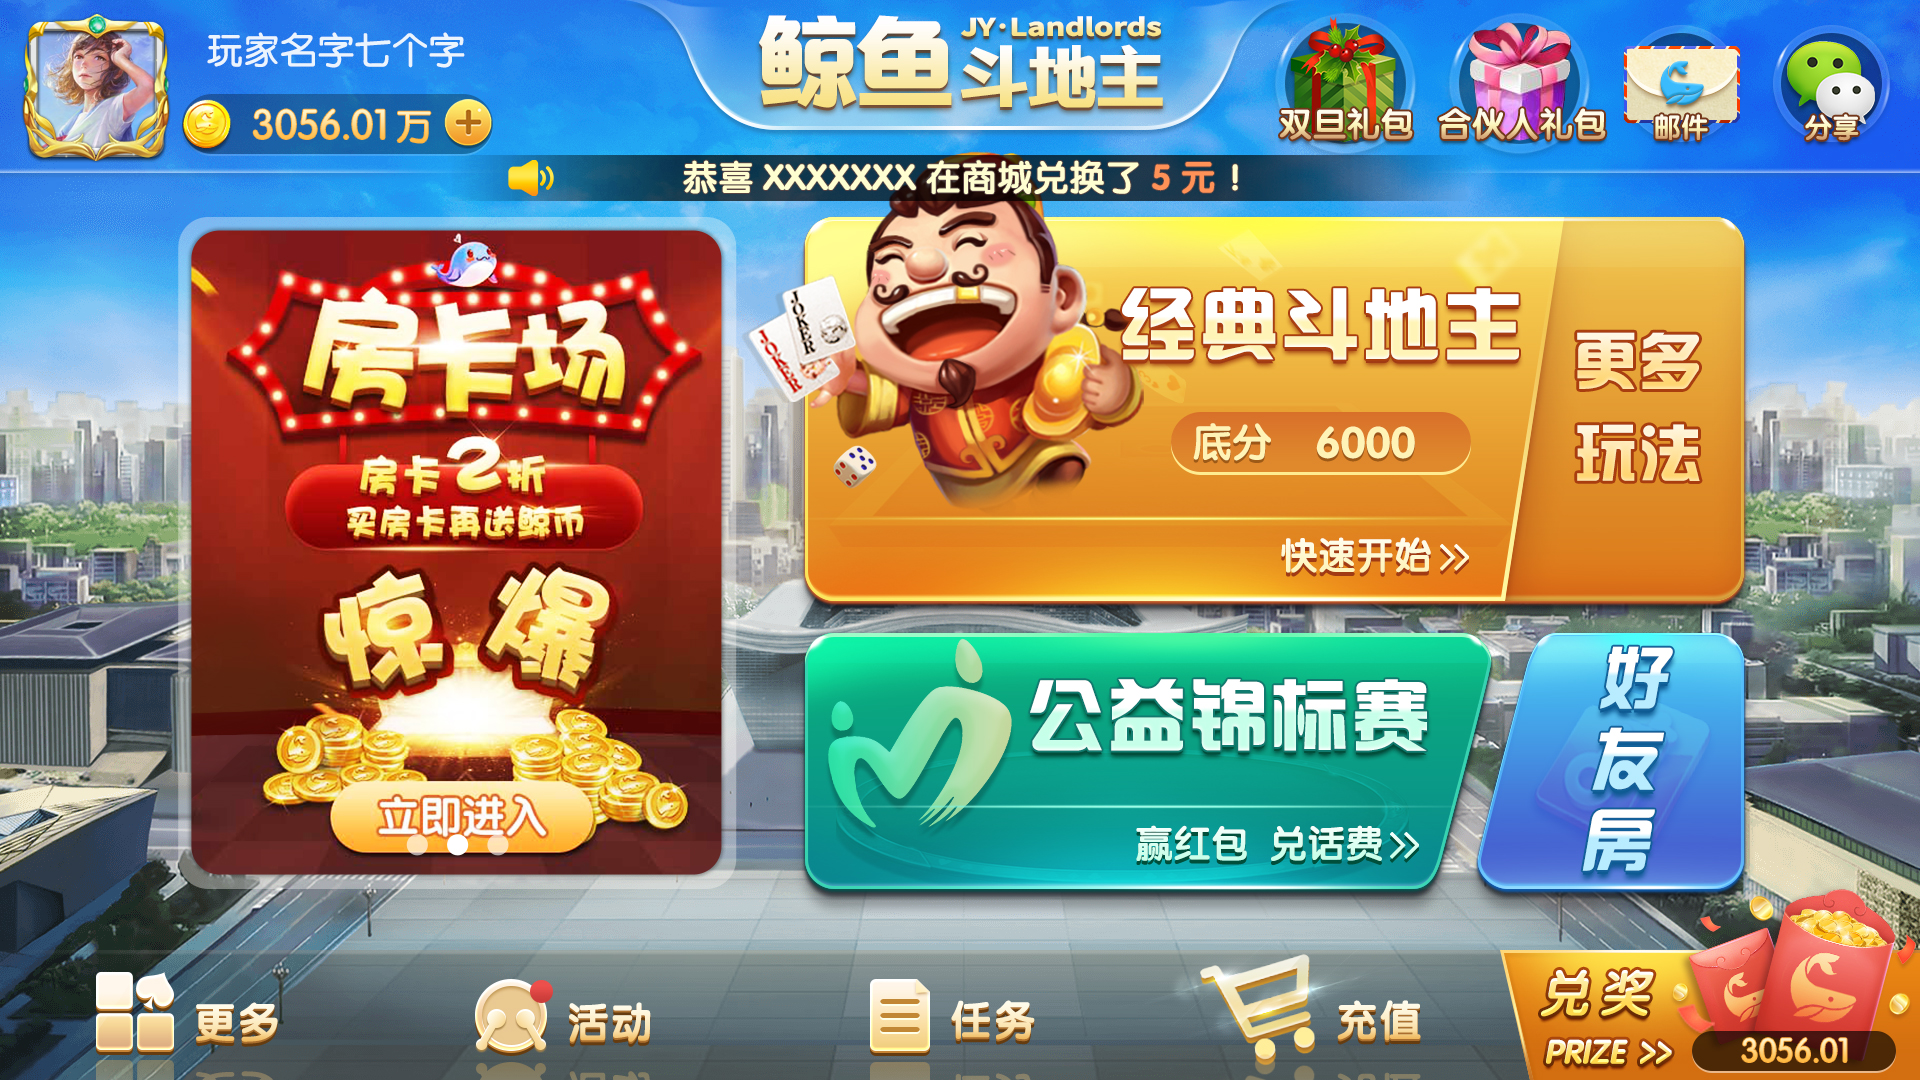 玩家名字七个字
3056.01万
鲸鱼斗地主
JY·Landlords
双旦礼包
合伙人礼包
邮件
分享
恭喜 XXXXXXX 在商城兑换了 5 元 !
房卡场
房卡2折
买房卡再送鲸币
惊爆
立即进入
JOKER
JOKER
经典斗地主
底分 6000
快速开始>>
更多
玩法
公益锦标赛
赢红包 兑话费>>
好友房
更多
活动
任务
充值
兑奖
PRIZE >>
3056.01